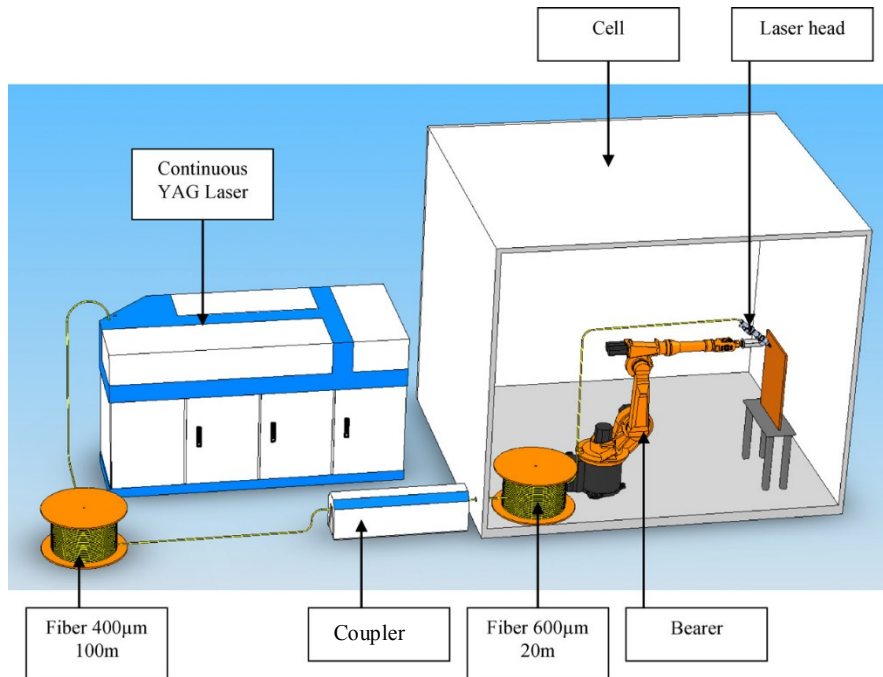 Cell
Laser head
Continuous
YAG Laser
Fiber 400µm
100m
Coupler
Fiber 600µm
20m
Bearer